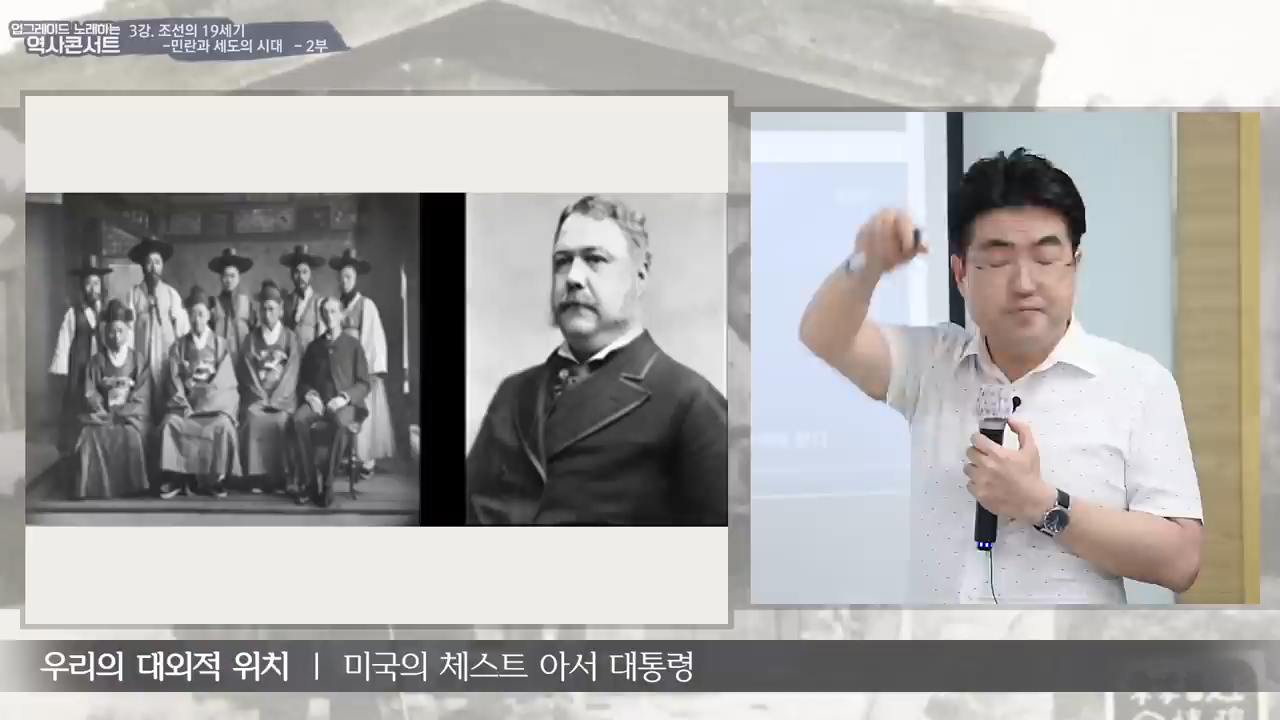 업그레이드 노래하는
역사콘서트
3강. 조선의 19세기
-민란과 세도의 시대 - 2부
우리의 대외적 위치 | 미국의 체스트 아서 대통령